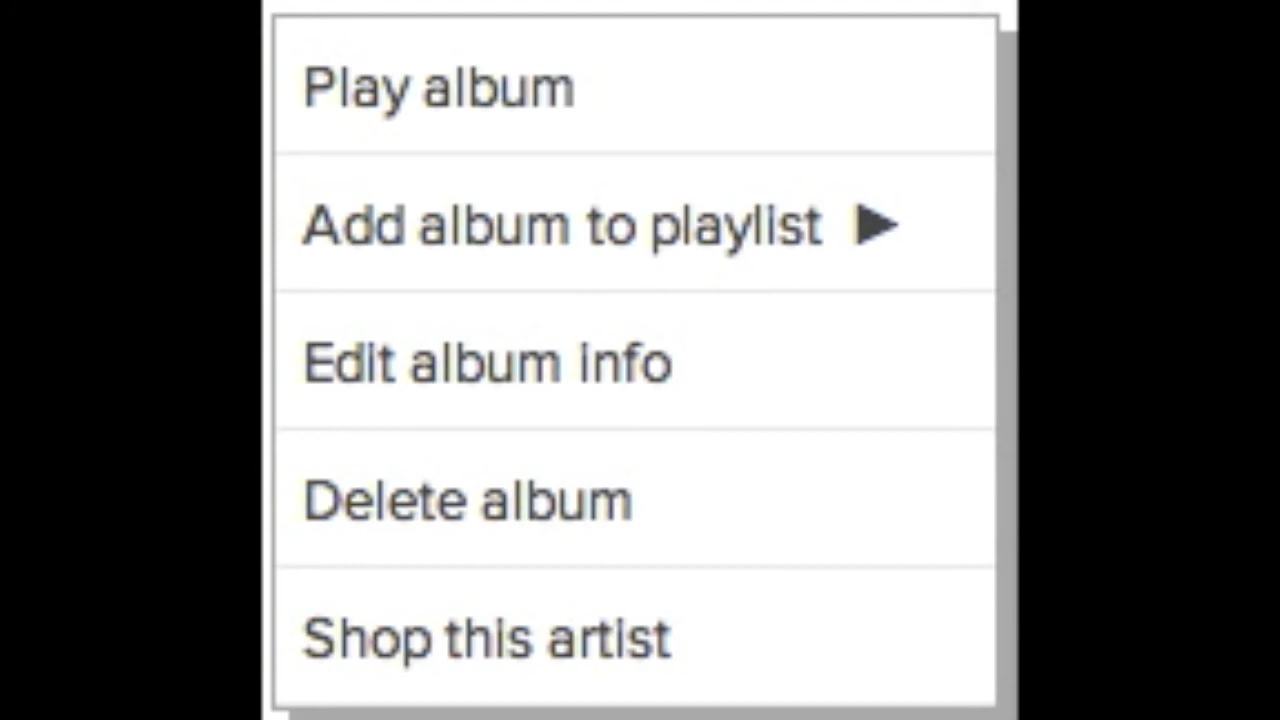 Play album
Add album to playlist ▶
Edit album info
Delete album
Shop this artist